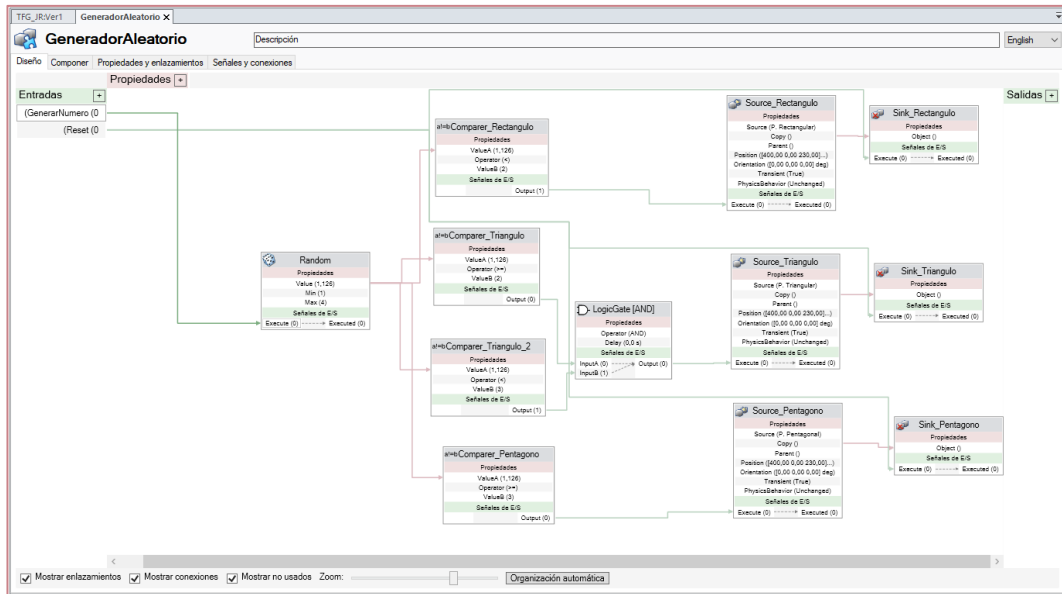 TFG_JR:Ver1 GeneradorAleatorio X
GeneradorAleatorio
Descripción
English
Diseño Componer Propiedades y enlazamientos Señales y conexiones
Propiedades +
Entradas +
Salidas +
(GenerarNumero (0
(Reset (0
a!=bComparer_Rectangulo
Propiedades
ValueA (1,126)
Operator (<)
ValueB (2)
Señales de E/S
Output (1)
Source_Rectangulo
Propiedades
Source (P. Rectangular)
Copy ()
Parent ()
Position ([400,00 0,00 230,00]...)
Orientation ([0,00 0,00 0,00] deg)
Transient (True)
PhysicsBehavior (Unchanged)
Señales de E/S
Execute (0) Executed (0)
Sink_Rectangulo
Propiedades
Object ()
Señales de E/S
Execute (0) Executed (0)
Random
Propiedades
Value (1,126)
Min (1)
Max (4)
Señales de E/S
Execute (0) Executed (0)
a!=bComparer_Triangulo
Propiedades
ValueA (1,126)
Operator (>=)
ValueB (2)
Señales de E/S
Output (0)
a!=bComparer_Triangulo_2
Propiedades
ValueA (1,126)
Operator (<)
ValueB (3)
Señales de E/S
Output (1)
LogicGate [AND]
Propiedades
Operator (AND)
Delay (0,0 s)
Señales de E/S
InputA (0) Output (0)
InputB (1)
Source_Triangulo
Propiedades
Source (P. Triangular)
Copy ()
Parent ()
Position ([400,00 0,00 230,00]...)
Orientation ([0,00 0,00 0,00] deg)
Transient (True)
PhysicsBehavior (Unchanged)
Señales de E/S
Execute (0) Executed (0)
Sink_Triangulo
Propiedades
Object ()
Señales de E/S
Execute (0) Executed (0)
a!=bComparer_Pentagono
Propiedades
ValueA (1,126)
Operator (>=)
ValueB (3)
Señales de E/S
Output (0)
Source_Pentagono
Propiedades
Source (P. Pentagonal)
Copy ()
Parent ()
Position ([400,00 0,00 230,00]...)
Orientation ([0,00 0,00 0,00] deg)
Transient (True)
PhysicsBehavior (Unchanged)
Señales de E/S
Execute (0) Executed (0)
Sink_Pentagono
Propiedades
Object ()
Señales de E/S
Execute (0) Executed (0)
Mostrar enlazamientos Mostrar conexiones Mostrar no usados Zoom: Organización automática